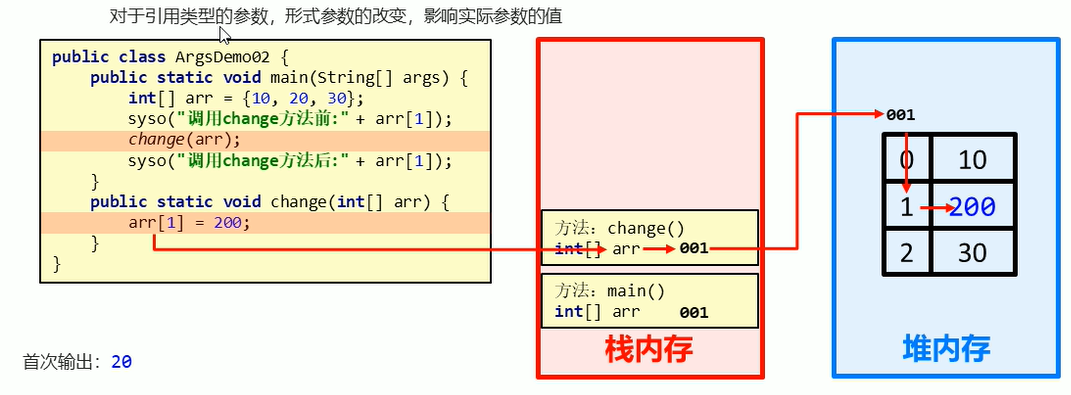 对于引用类型的参数，形式参数的改变，影响实际参数的值
public class ArgsDemo02 {
public static void main(String[] args) {
int[] arr = {10, 20, 30};
syso("调用change方法前:" + arr[1]);
change(arr);
syso("调用change方法后:" + arr[1]);
}
public static void change(int[] arr) {
arr[1] = 200;
}
}
首次输出：20
方法：change()
int[] arr 001
方法：main()
int[] arr 001
栈内存
001
0 10
1 200
2 30
堆内存